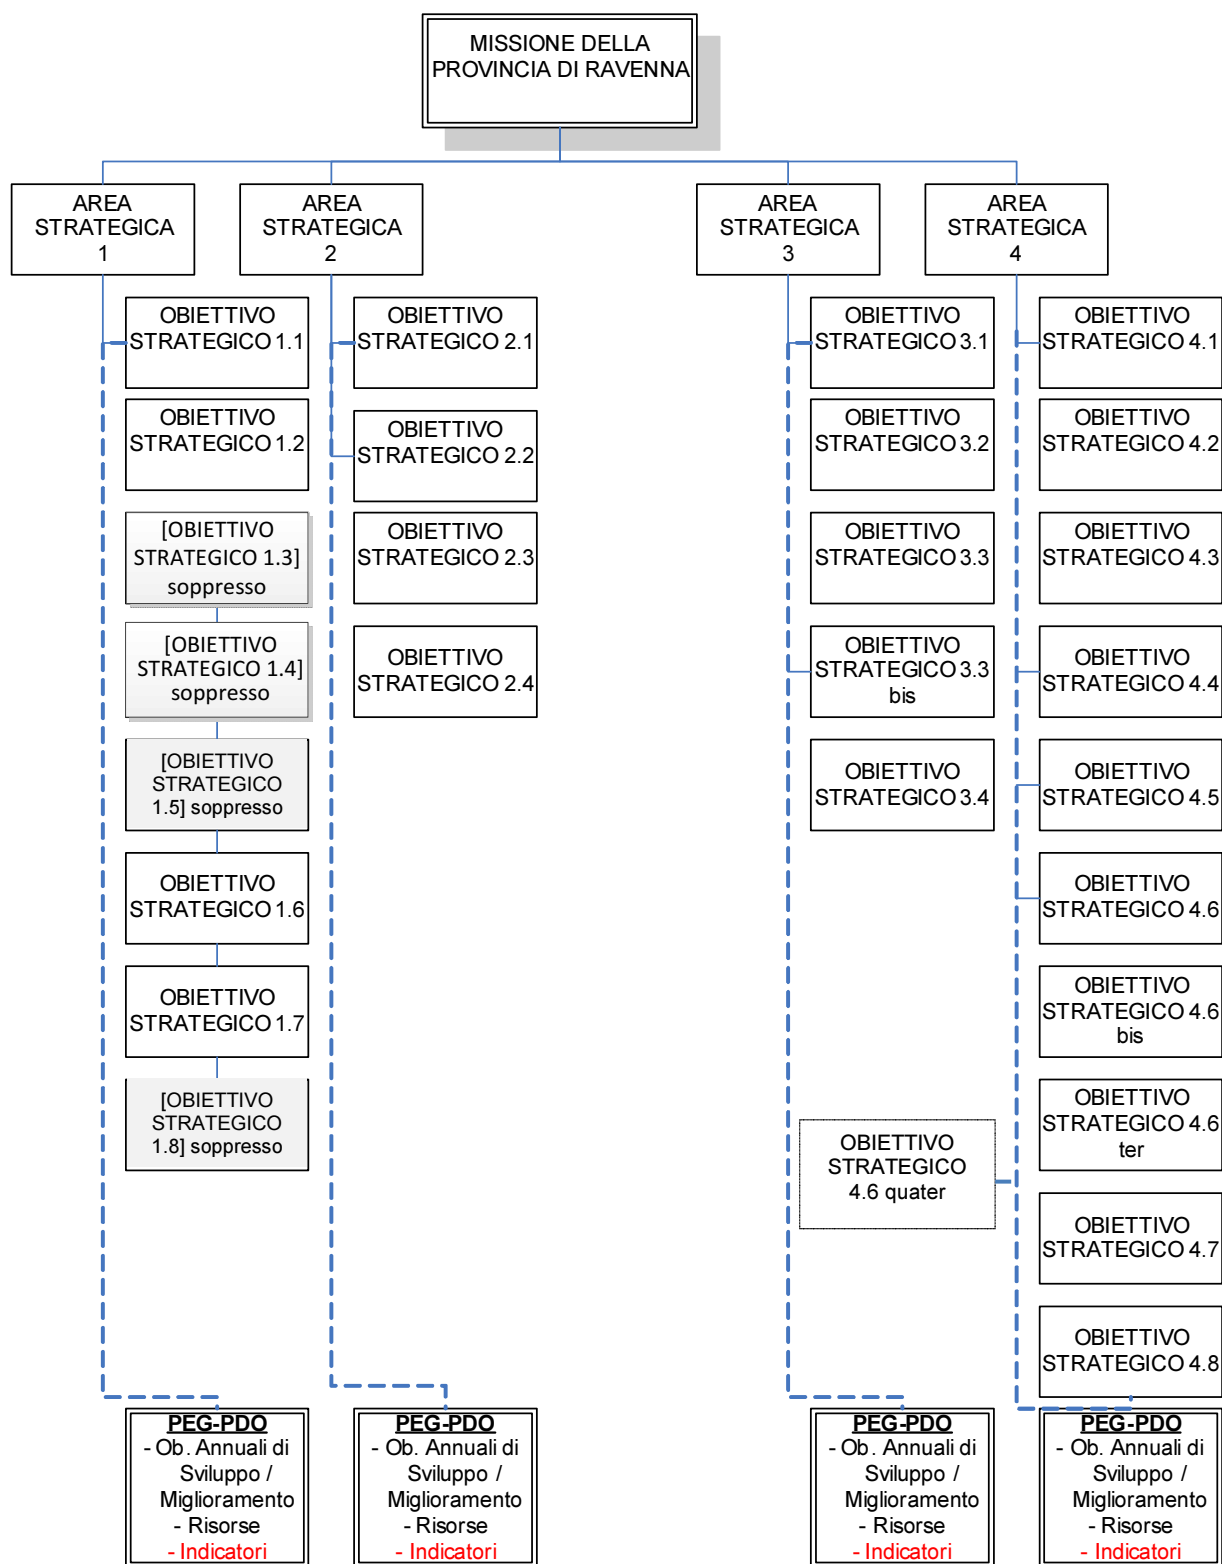 MISSIONE DELLA
PROVINCIA DI RAVENNA
AREA
STRATEGICA
1
AREA
STRATEGICA
2
AREA
STRATEGICA
3
AREA
STRATEGICA
4
OBIETTIVO
STRATEGICO 1.1
OBIETTIVO
STRATEGICO 1.2
[OBIETTIVO
STRATEGICO 1.3]
soppresso
[OBIETTIVO
STRATEGICO 1.4]
soppresso
[OBIETTIVO
STRATEGICO
1.5] soppresso
OBIETTIVO
STRATEGICO 1.6
OBIETTIVO
STRATEGICO 1.7
[OBIETTIVO
STRATEGICO
1.8] soppresso
OBIETTIVO
STRATEGICO 2.1
OBIETTIVO
STRATEGICO 2.2
OBIETTIVO
STRATEGICO 2.3
OBIETTIVO
STRATEGICO 2.4
OBIETTIVO
STRATEGICO 3.1
OBIETTIVO
STRATEGICO 3.2
OBIETTIVO
STRATEGICO 3.3
OBIETTIVO
STRATEGICO 3.3
bis
OBIETTIVO
STRATEGICO 3.4
OBIETTIVO
STRATEGICO 4.1
OBIETTIVO
STRATEGICO 4.2
OBIETTIVO
STRATEGICO 4.3
OBIETTIVO
STRATEGICO 4.4
OBIETTIVO
STRATEGICO 4.5
OBIETTIVO
STRATEGICO 4.6
OBIETTIVO
STRATEGICO 4.6
bis
OBIETTIVO
STRATEGICO 4.6
ter
OBIETTIVO
STRATEGICO
4.6 quater
OBIETTIVO
STRATEGICO 4.7
OBIETTIVO
STRATEGICO 4.8
PEG-PDO
- Ob. Annuali di
Sviluppo /
Miglioramento
- Risorse
- Indicatori
PEG-PDO
- Ob. Annuali di
Sviluppo /
Miglioramento
- Risorse
- Indicatori
PEG-PDO
- Ob. Annuali di
Sviluppo /
Miglioramento
- Risorse
- Indicatori
PEG-PDO
- Ob. Annuali di
Sviluppo /
Miglioramento
- Risorse
- Indicatori